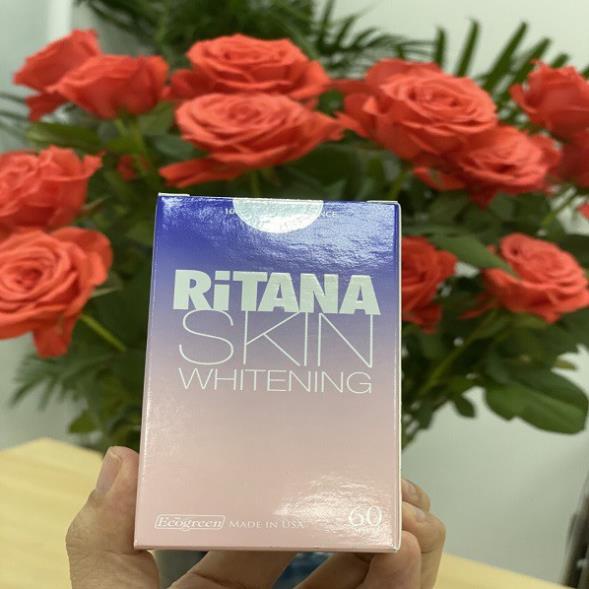 RiTANA
SKIN
WHITENING
Ecogreen MADE IN USA 60